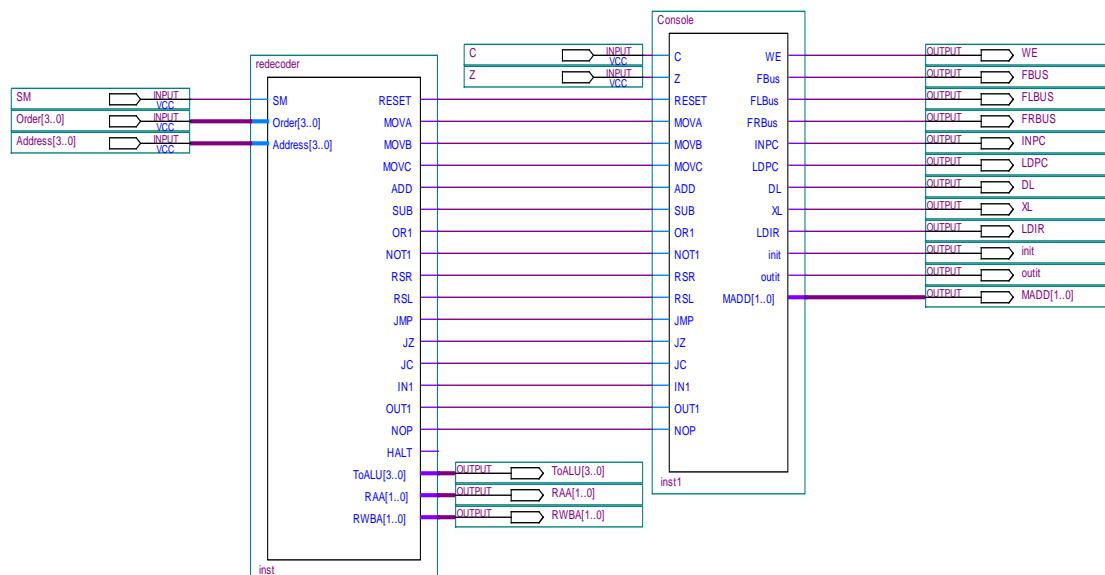 Console
C INPUT VCC C WE OUTPUT WE
Z INPUT VCC Z FBus OUTPUT FBUS
redecoder
SM INPUT VCC SM RESET RESET FLBus OUTPUT FLBUS
Order[3..0] INPUT VCC Order[3..0] MOVA MOVA FRBus OUTPUT FRBUS
Address[3..0] INPUT VCC Address[3..0] MOVB MOVB INPC OUTPUT INPC
MOVC MOVC LDPC OUTPUT LDPC
ADD ADD DL OUTPUT DL
SUB SUB XL OUTPUT XL
OR1 OR1 LDIR OUTPUT LDIR
NOT1 NOT1 init OUTPUT init
RSR RSR outit OUTPUT outit
RSL RSL MADD[1..0] OUTPUT MADD[1..0]
JMP JMP
JZ JZ
JC JC
IN1 IN1
OUT1 OUT1
NOP NOP
HALT
ToALU[3..0] OUTPUT ToALU[3..0]
RAA[1..0] OUTPUT RAA[1..0]
inst1
RWBA[1..0] OUTPUT RWBA[1..0]
inst